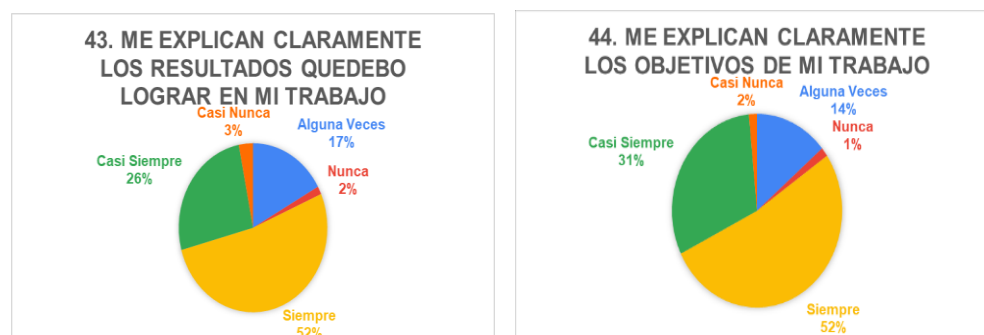 43. ME EXPLICAN CLARAMENTE
LOS RESULTADOS QUEDEBO
LOGRAR EN MI TRABAJO
Casi Nunca
3%
Alguna Veces
17%
Casi Siempre
26%
Nunca
2%
Siempre
52%
44. ME EXPLICAN CLARAMENTE
LOS OBJETIVOS DE MI TRABAJO
Casi Nunca
2%
Alguna Veces
14%
Nunca
1%
Casi Siempre
31%
Siempre
52%